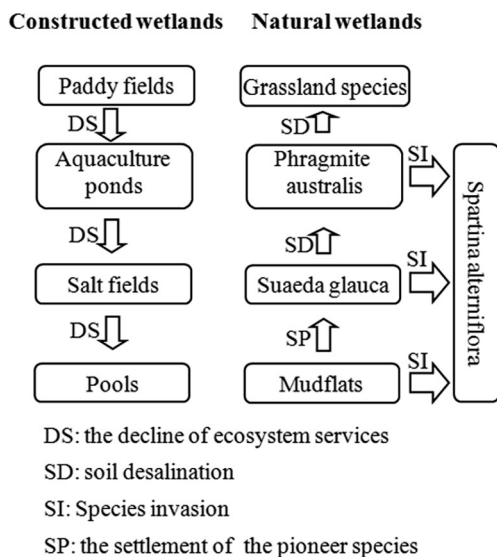 Constructed wetlands
Natural wetlands
Paddy fields
DS
Aquaculture
ponds
DS
Salt fields
DS
Pools
Grassland species
SD
Phragmite
australis
SI
SD
Suaeda glauca
SI
SP
Mudflats
SI
Spartina alterniflora
DS: the decline of ecosystem services
SD: soil desalination
SI: Species invasion
SP: the settlement of the pioneer species